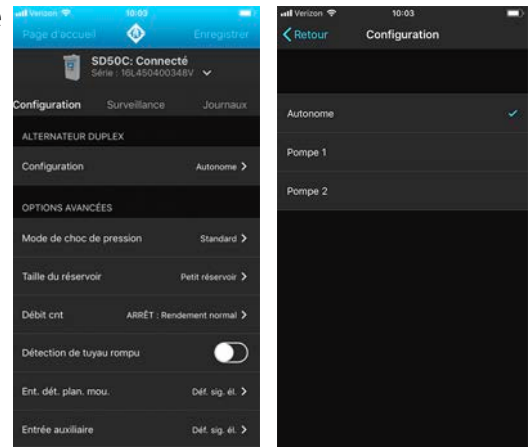 e
Verizon 10:03
Page d'accueil Enregistrer
SD50C: Connecté
Série : 16L450400348V
Configuration Surveillance Journaux
ALTERNATEUR DUPLEX
Configuration Autonome
OPTIONS AVANCÉES
Mode de choc de pression Standard
Taille du réservoir Petit réservoir
Débit cnt ARRÊT : Rendement normal
Détection de tuyau rompu
Ent. dét. plan. mou. Déf. sig. él.
Entrée auxiliaire Déf. sig. él.
Verizon 10:03
Retour Configuration
Autonome
Pompe 1
Pompe 2